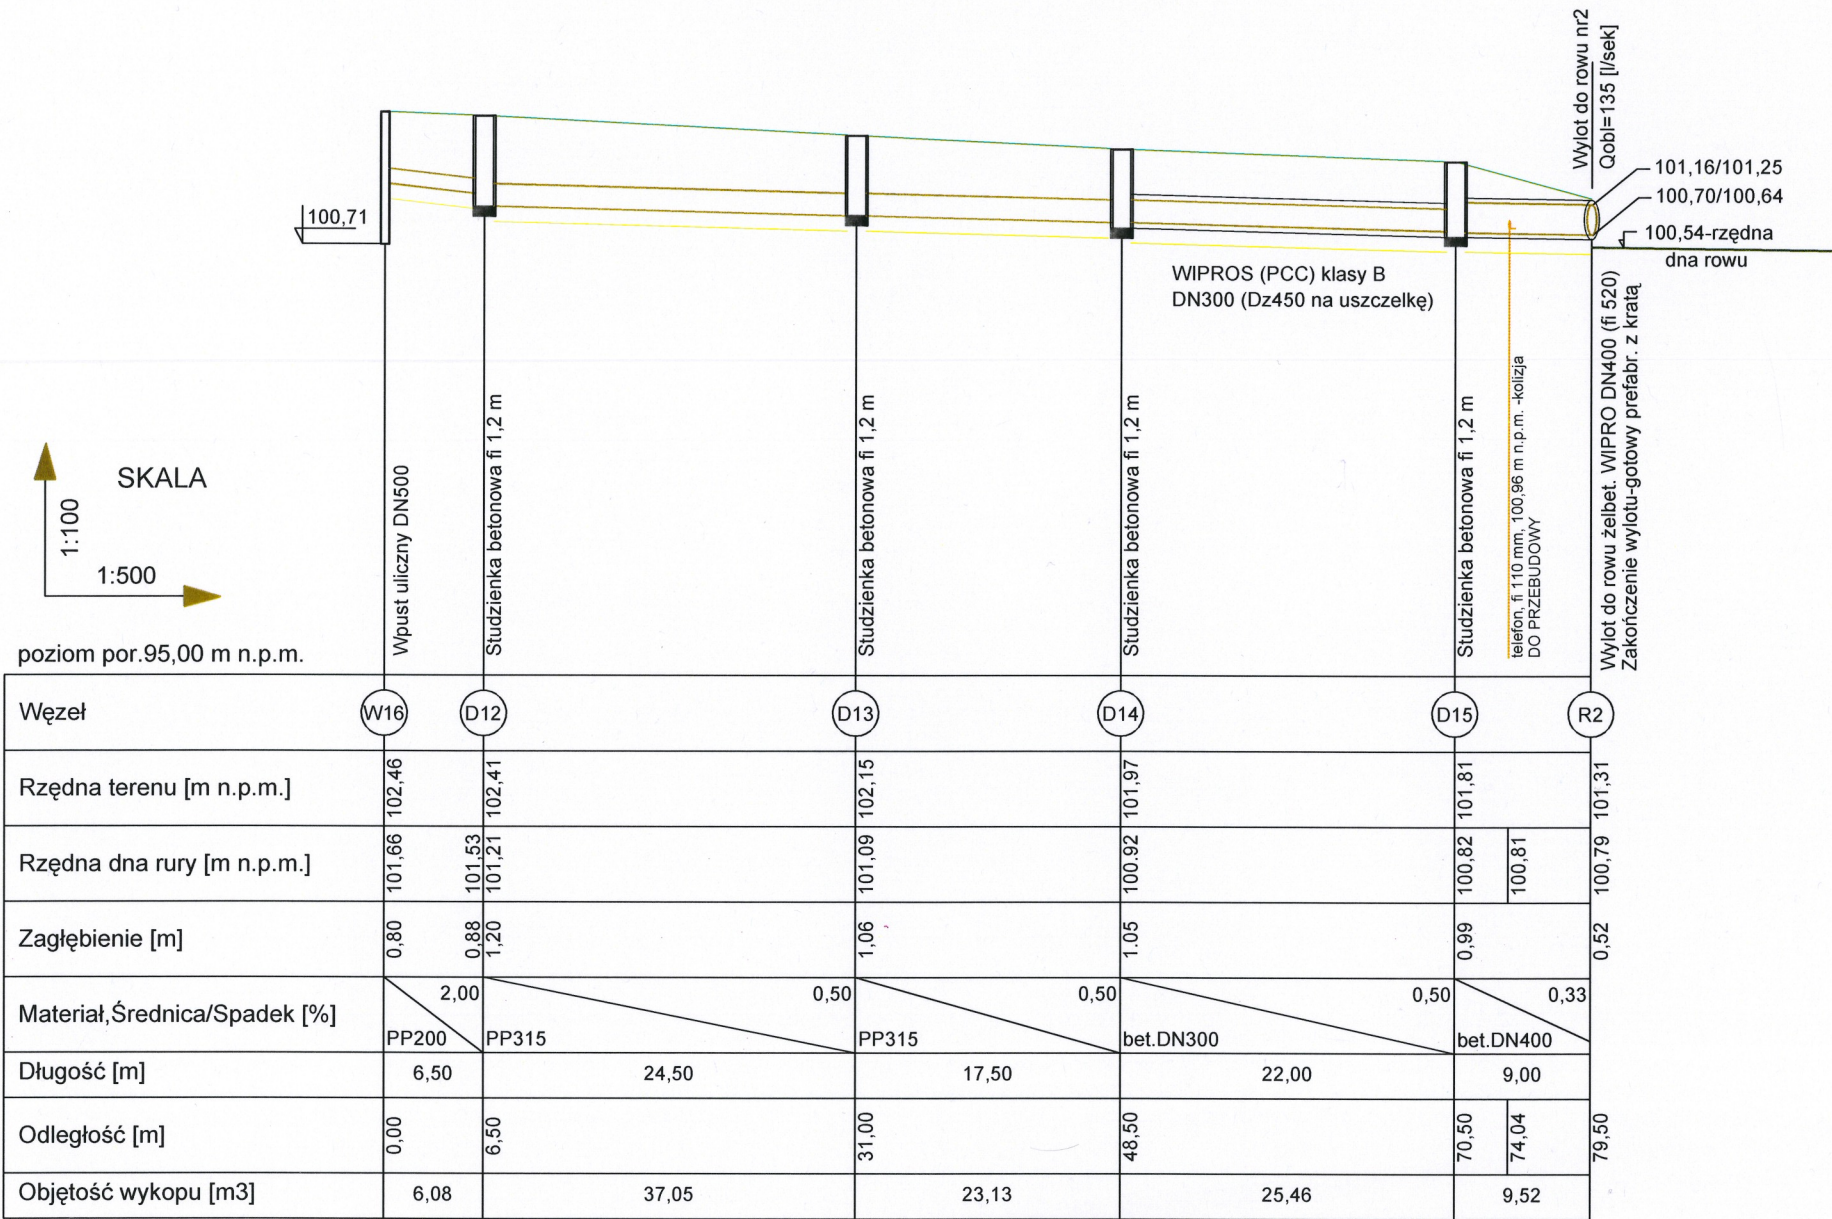 Wylot do rowu nr2
Qobl=135 [l/sek]
101,16/101,25
100,70/100,64
100,54-rzędna
dna rowu
100,71
WIPROS (PCC) klasy B
DN300 (Dz450 na uszczelkę)
SKALA
1:100
1:500
poziom por.95,00 m n.p.m.
Wpust uliczny DN500
Studzienka betonowa fi 1,2 m
Studzienka betonowa fi 1,2 m
Studzienka betonowa fi 1,2 m
Studzienka betonowa fi 1,2 m
telefon, fi 110 mm, 100,96 m n.p.m. -kolizja
DO PRZEBUDOWY
Wylot do rowu żelbet. WIPRO DN400 (fi 520)
Zakończenie wylotu-gotowy prefabr. z kratą
Węzeł W16 D12 D13 D14 D15 R2
Rzędna terenu [m n.p.m.] 102,46 102,41 102,15 101,97 101,81 101,31
Rzędna dna rury [m n.p.m.] 101,66 101,53 101,21 101,09 100.92 100,82 100,81 100,79
Zagłębienie [m] 0,80 0,88 1,20 1,06 1.05 0,99 0,52
Materiał,Średnica/Spadek [%] PP200 2,00 PP315 0,50 PP315 0,50 bet.DN300 0,50 bet.DN400 0,33
Długość [m] 6,50 24,50 17,50 22,00 9,00
Odległość [m] 0,00 6,50 31,00 48,50 70,50 74,04 79,50
Objętość wykopu [m3] 6,08 37,05 23,13 25,46 9,52